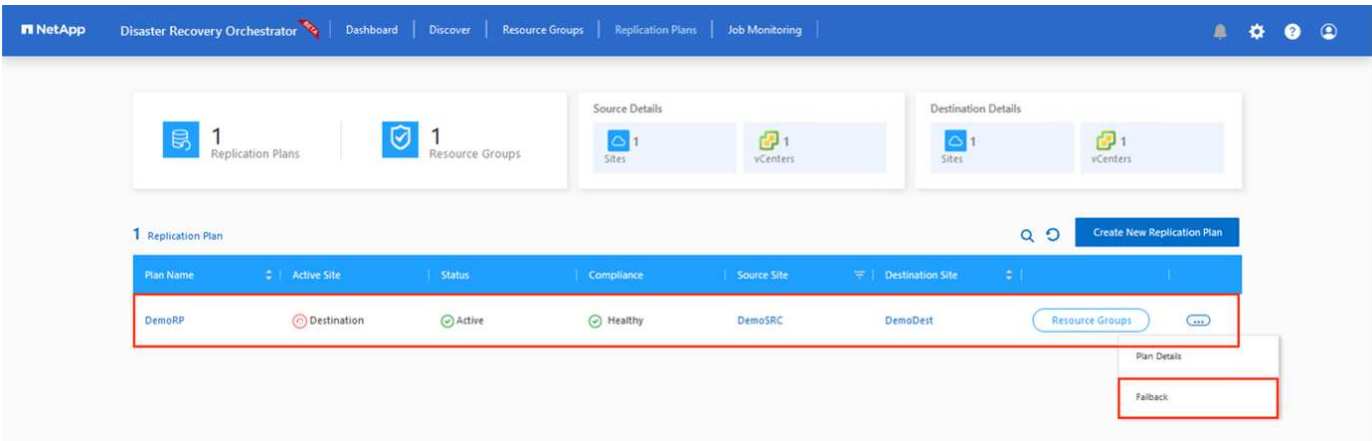 NetApp Disaster Recovery Orchestrator BETA Dashboard Discover Resource Groups Replication Plans Job Monitoring ?
1
Replication Plans
1
Resource Groups
Source Details
1
Sites
1
vCenters
Destination Details
1
Sites
1
vCenters
1 Replication Plan
Create New Replication Plan
Plan Name Active Site Status Compliance Source Site Destination Site
DemoRP Destination Active Healthy DemoSRC DemoDest Resource Groups ...
Plan Details
Failback